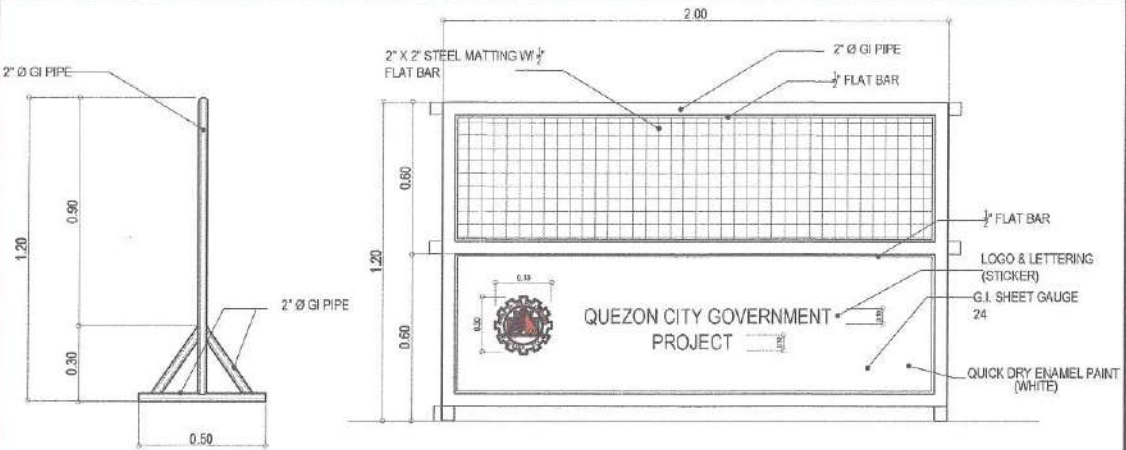 2" Ø GI PIPE
1.20
0.90
0.30
2" Ø GI PIPE
0.50
2.00
2" X 2" STEEL MATTING W/ ½"
FLAT BAR
2" Ø GI PIPE
½" FLAT BAR
1.20
0.60
0.60
½" FLAT BAR
LOGO & LETTERING
(STICKER)
G.I. SHEET GAUGE
24
QUICK DRY ENAMEL PAINT
(WHITE)
0.30
QUEZON CITY GOVERNMENT
PROJECT
0.10